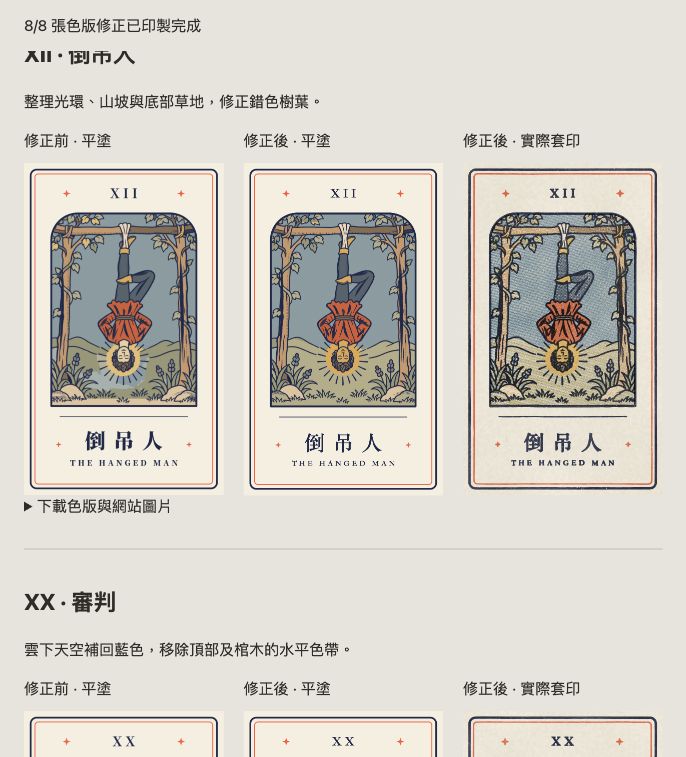 8/8 張色版修正已印製完成
XII · 倒吊人
整理光環、山坡與底部草地，修正錯色樹葉。
修正前 · 平塗
修正後 · 平塗
修正後 · 實際套印
XII
倒吊人
THE HANGED MAN
XII
倒吊人
THE HANGED MAN
XII
倒吊人
THE HANGED MAN
▶ 下載色版與網站圖片
XX · 審判
雲下天空補回藍色，移除頂部及棺木的水平色帶。
修正前 · 平塗
修正後 · 平塗
修正後 · 實際套印
XX
XX
XX